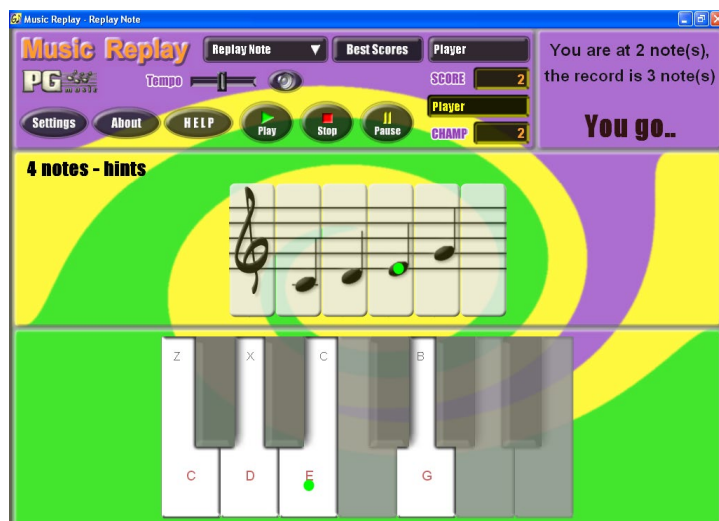 Music Replay - Replay Note
Music Replay
Replay Note
Best Scores
Player
You are at 2 note(s),
the record is 3 note(s)
PG music
Tempo
SCORE 2
Player
You go..
Settings
About
HELP
Play
Stop
Pause
CHAMP 2
4 notes - hints
Z X C B
C D E G